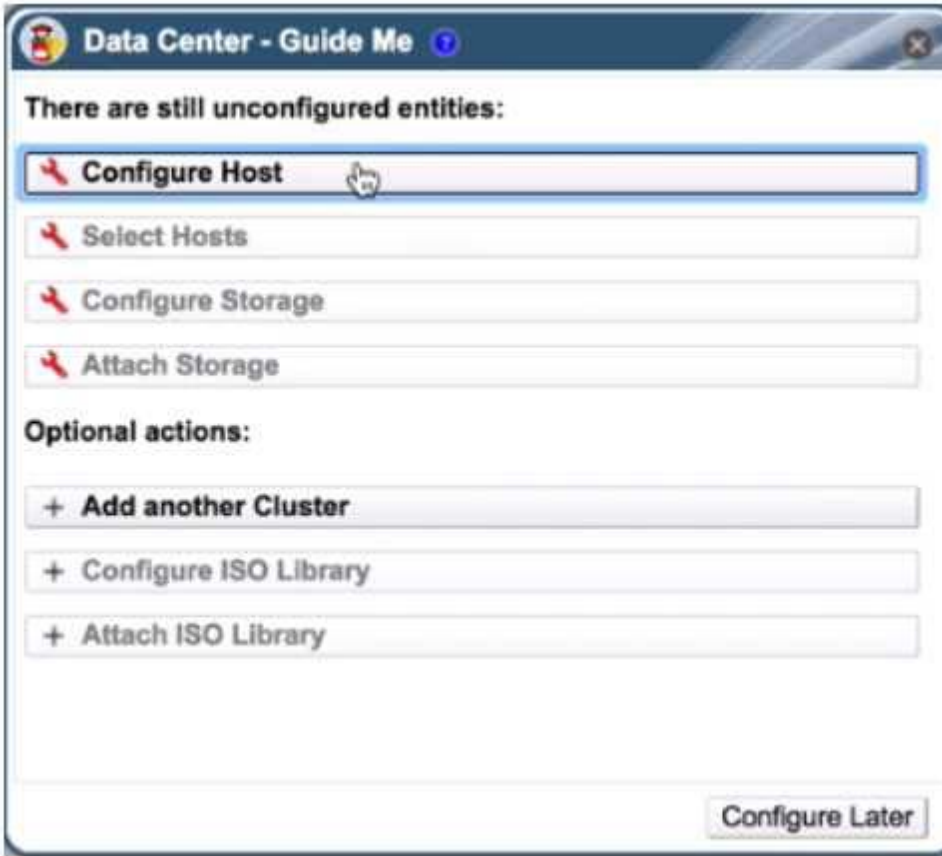 Data Center - Guide Me ?
There are still unconfigured entities:
Configure Host
Select Hosts
Configure Storage
Attach Storage
Optional actions:
+ Add another Cluster
+ Configure ISO Library
+ Attach ISO Library
Configure Later